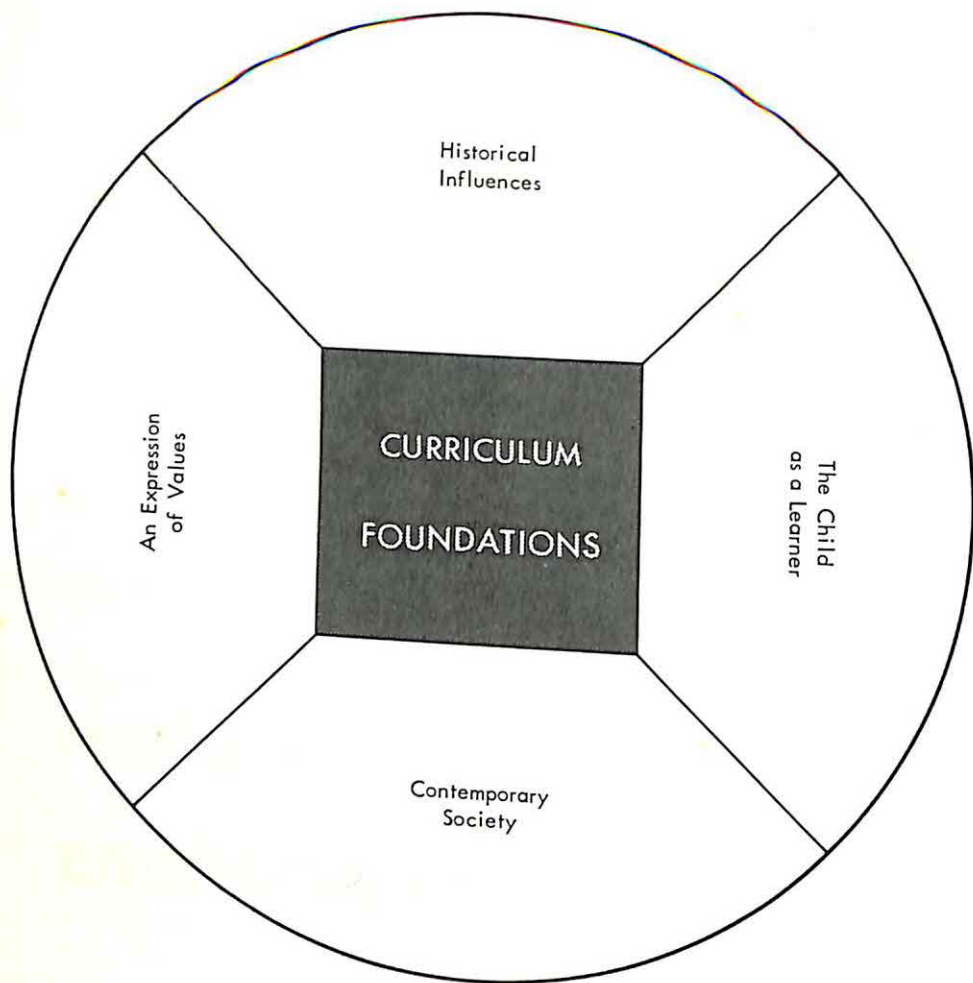 Historical
Influences
An Expression
of Values
CURRICULUM
FOUNDATIONS
The Child
as a Learner
Contemporary
Society